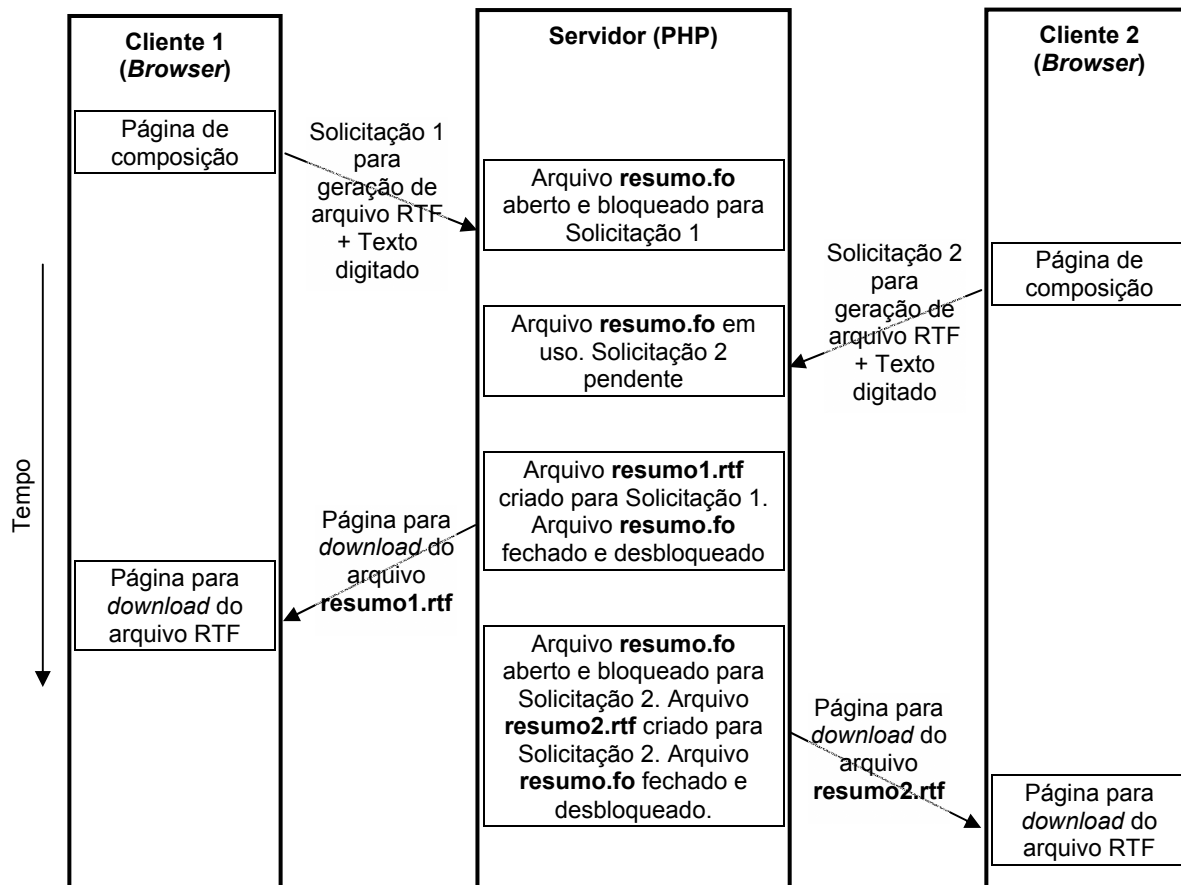 Cliente 1
(Browser)
Servidor (PHP)
Cliente 2
(Browser)
Página de
composição
Solicitação 1
para
geração de
arquivo RTF
+ Texto
digitado
Arquivo resumo.fo
aberto e bloqueado para
Solicitação 1
Solicitação 2
para
geração de
arquivo RTF
+ Texto
digitado
Página de
composição
Arquivo resumo.fo em
uso. Solicitação 2
pendente
Tempo
Arquivo resumo1.rtf
criado para Solicitação 1.
Arquivo resumo.fo
fechado e desbloqueado
Página para
download do
arquivo
resumo1.rtf
Página para
download do
arquivo RTF
Arquivo resumo.fo
aberto e bloqueado para
Solicitação 2. Arquivo
resumo2.rtf criado para
Solicitação 2. Arquivo
resumo.fo fechado e
desbloqueado.
Página para
download do
arquivo
resumo2.rtf
Página para
download do
arquivo RTF